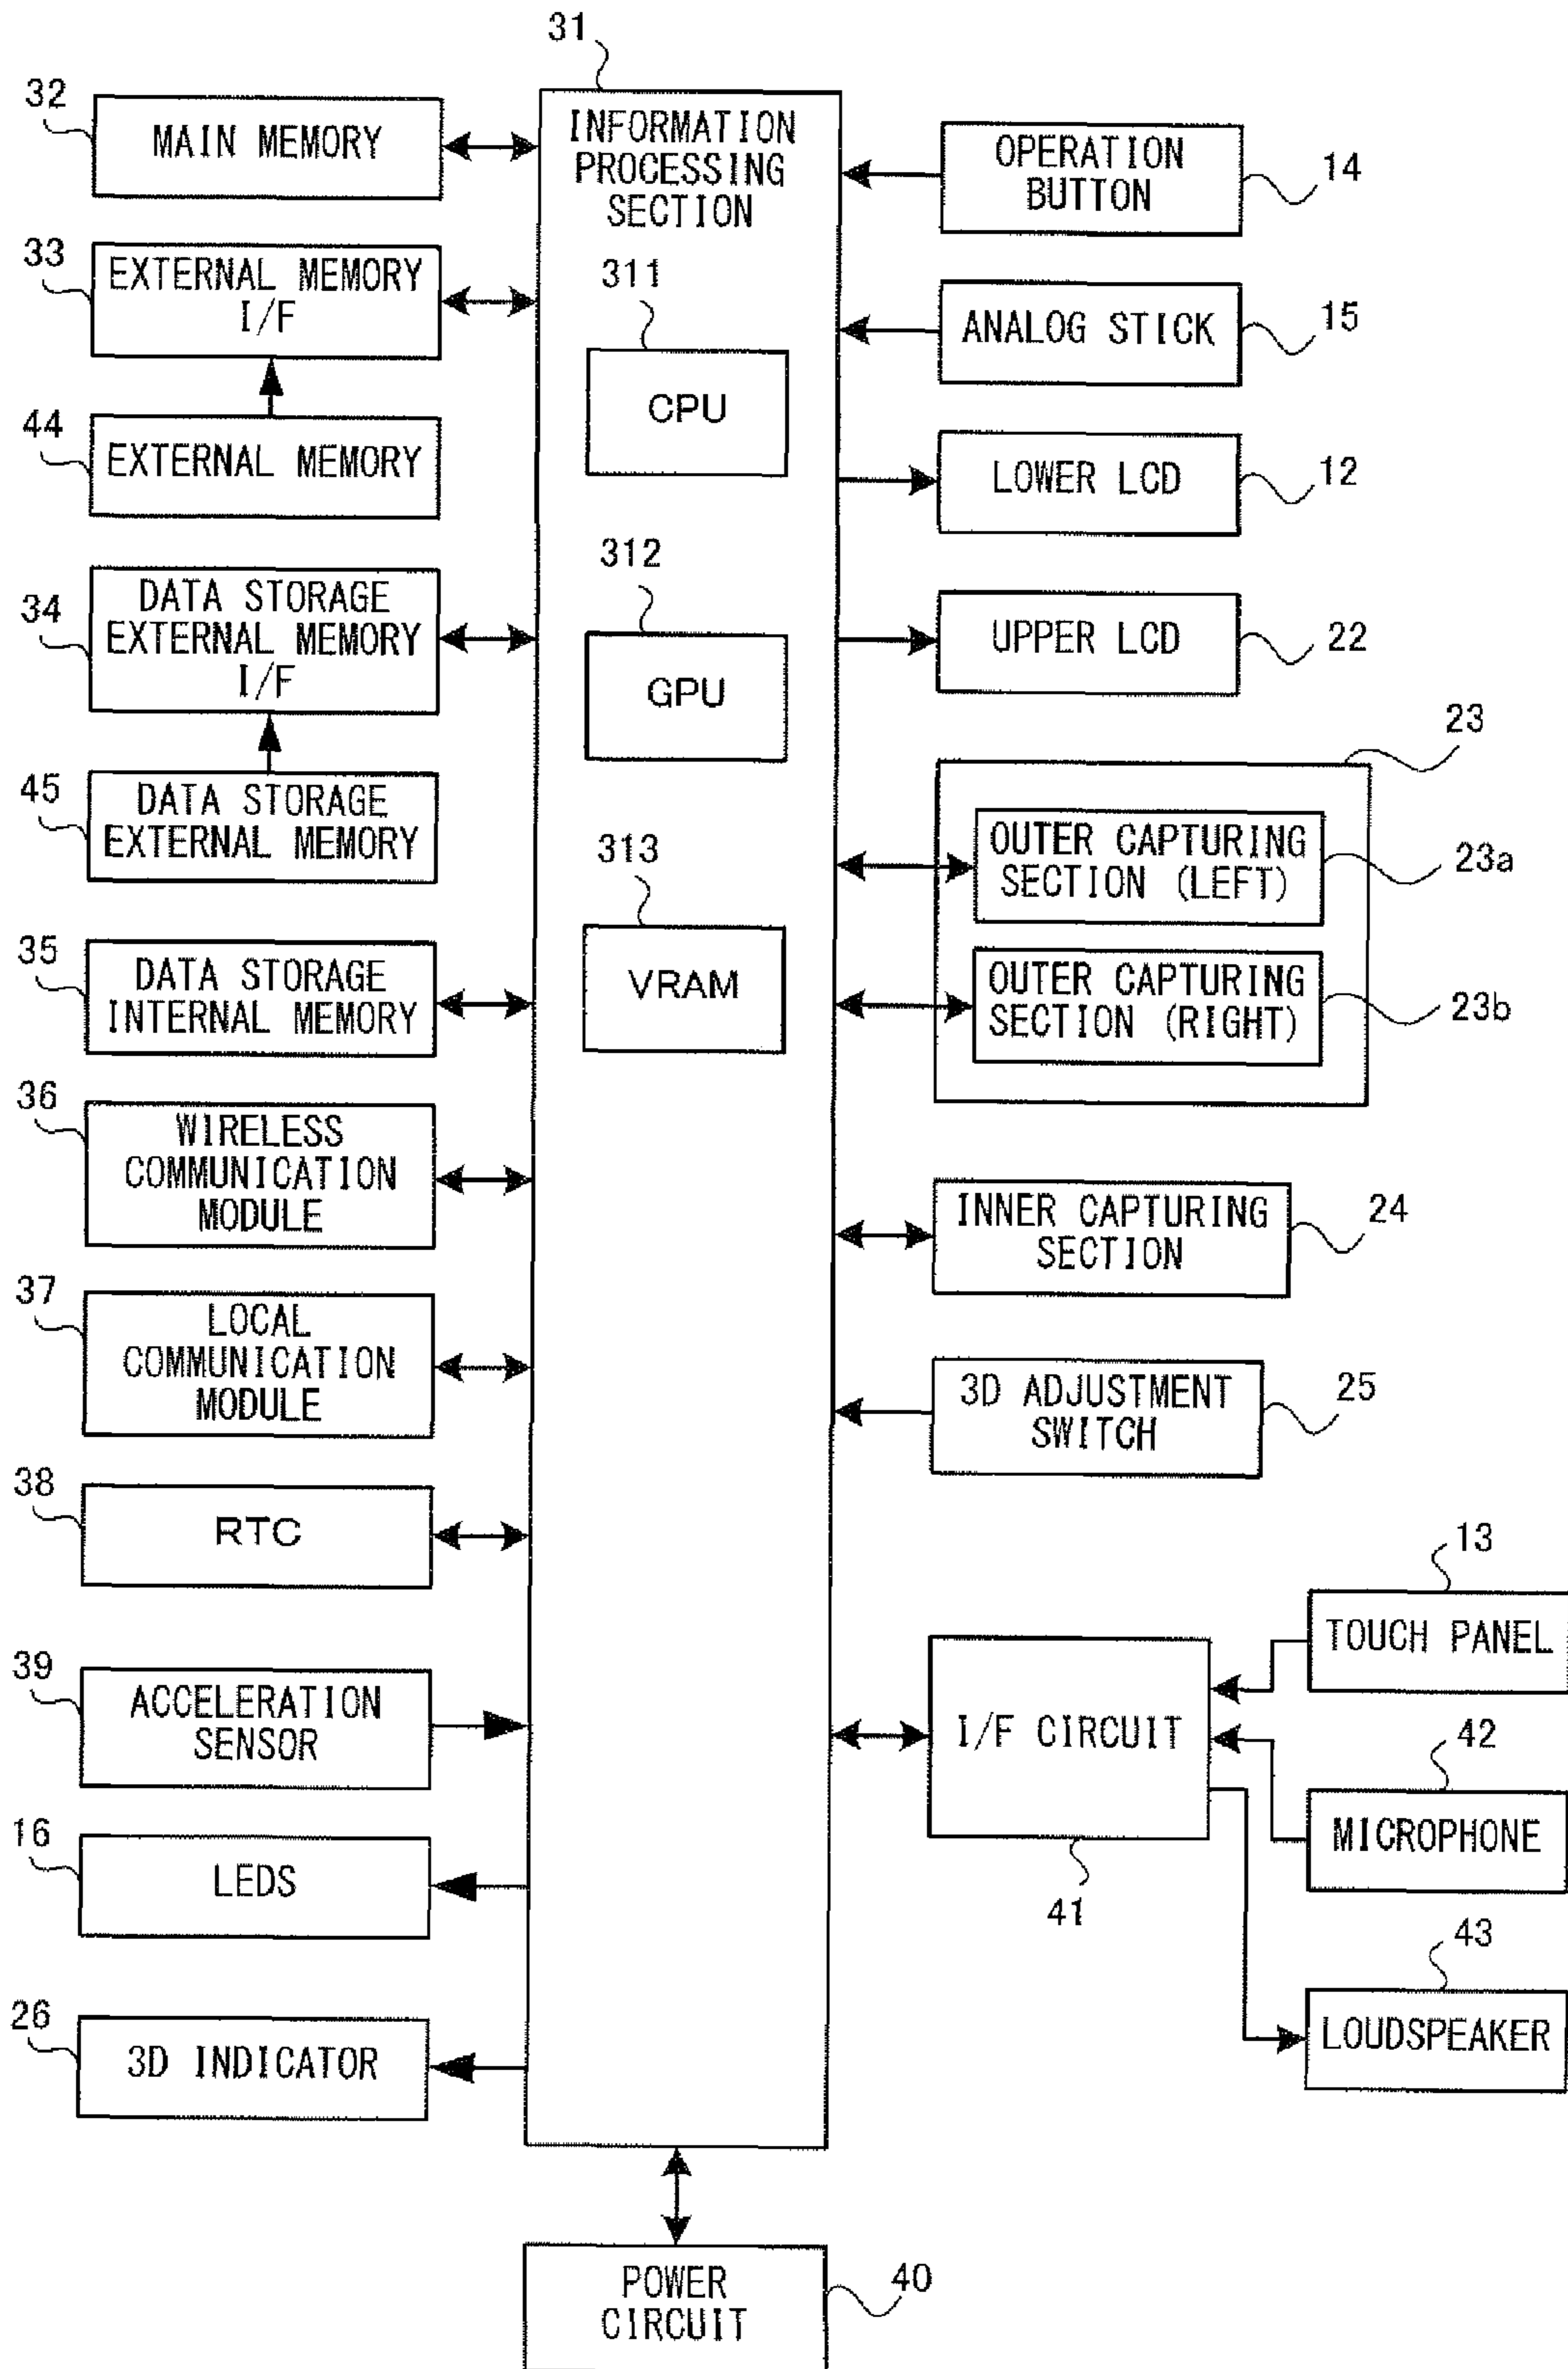 31
32
MAIN MEMORY
33
EXTERNAL MEMORY
I/F
44
EXTERNAL MEMORY
34
DATA STORAGE
EXTERNAL MEMORY
I/F
45
DATA STORAGE
EXTERNAL MEMORY
35
DATA STORAGE
INTERNAL MEMORY
36
WIRELESS
COMMUNICATION
MODULE
37
LOCAL
COMMUNICATION
MODULE
38
RTC
39
ACCELERATION
SENSOR
16
LEDS
26
3D INDICATOR
INFORMATION
PROCESSING
SECTION
311
CPU
312
GPU
313
VRAM
OPERATION
BUTTON
14
ANALOG STICK
15
LOWER LCD
12
UPPER LCD
22
23
OUTER CAPTURING
SECTION (LEFT)
23a
OUTER CAPTURING
SECTION (RIGHT)
23b
INNER CAPTURING
SECTION
24
3D ADJUSTMENT
SWITCH
25
13
TOUCH PANEL
I/F CIRCUIT
41
42
MICROPHONE
43
LOUDSPEAKER
POWER
CIRCUIT
40